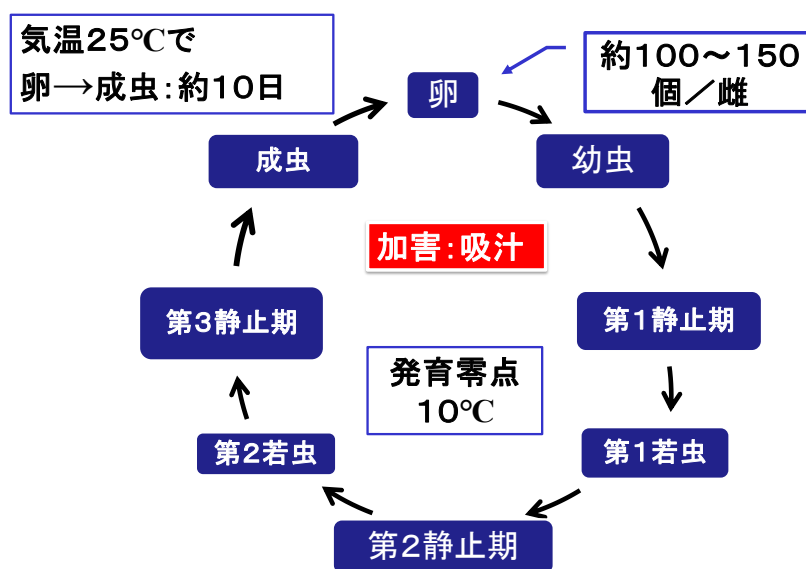 気温25℃で
卵→成虫：約10日
卵
約100～150
個／雌
成虫
幼虫
加害：吸汁
第3静止期
第1静止期
発育零点
10℃
第2若虫
第1若虫
第2静止期